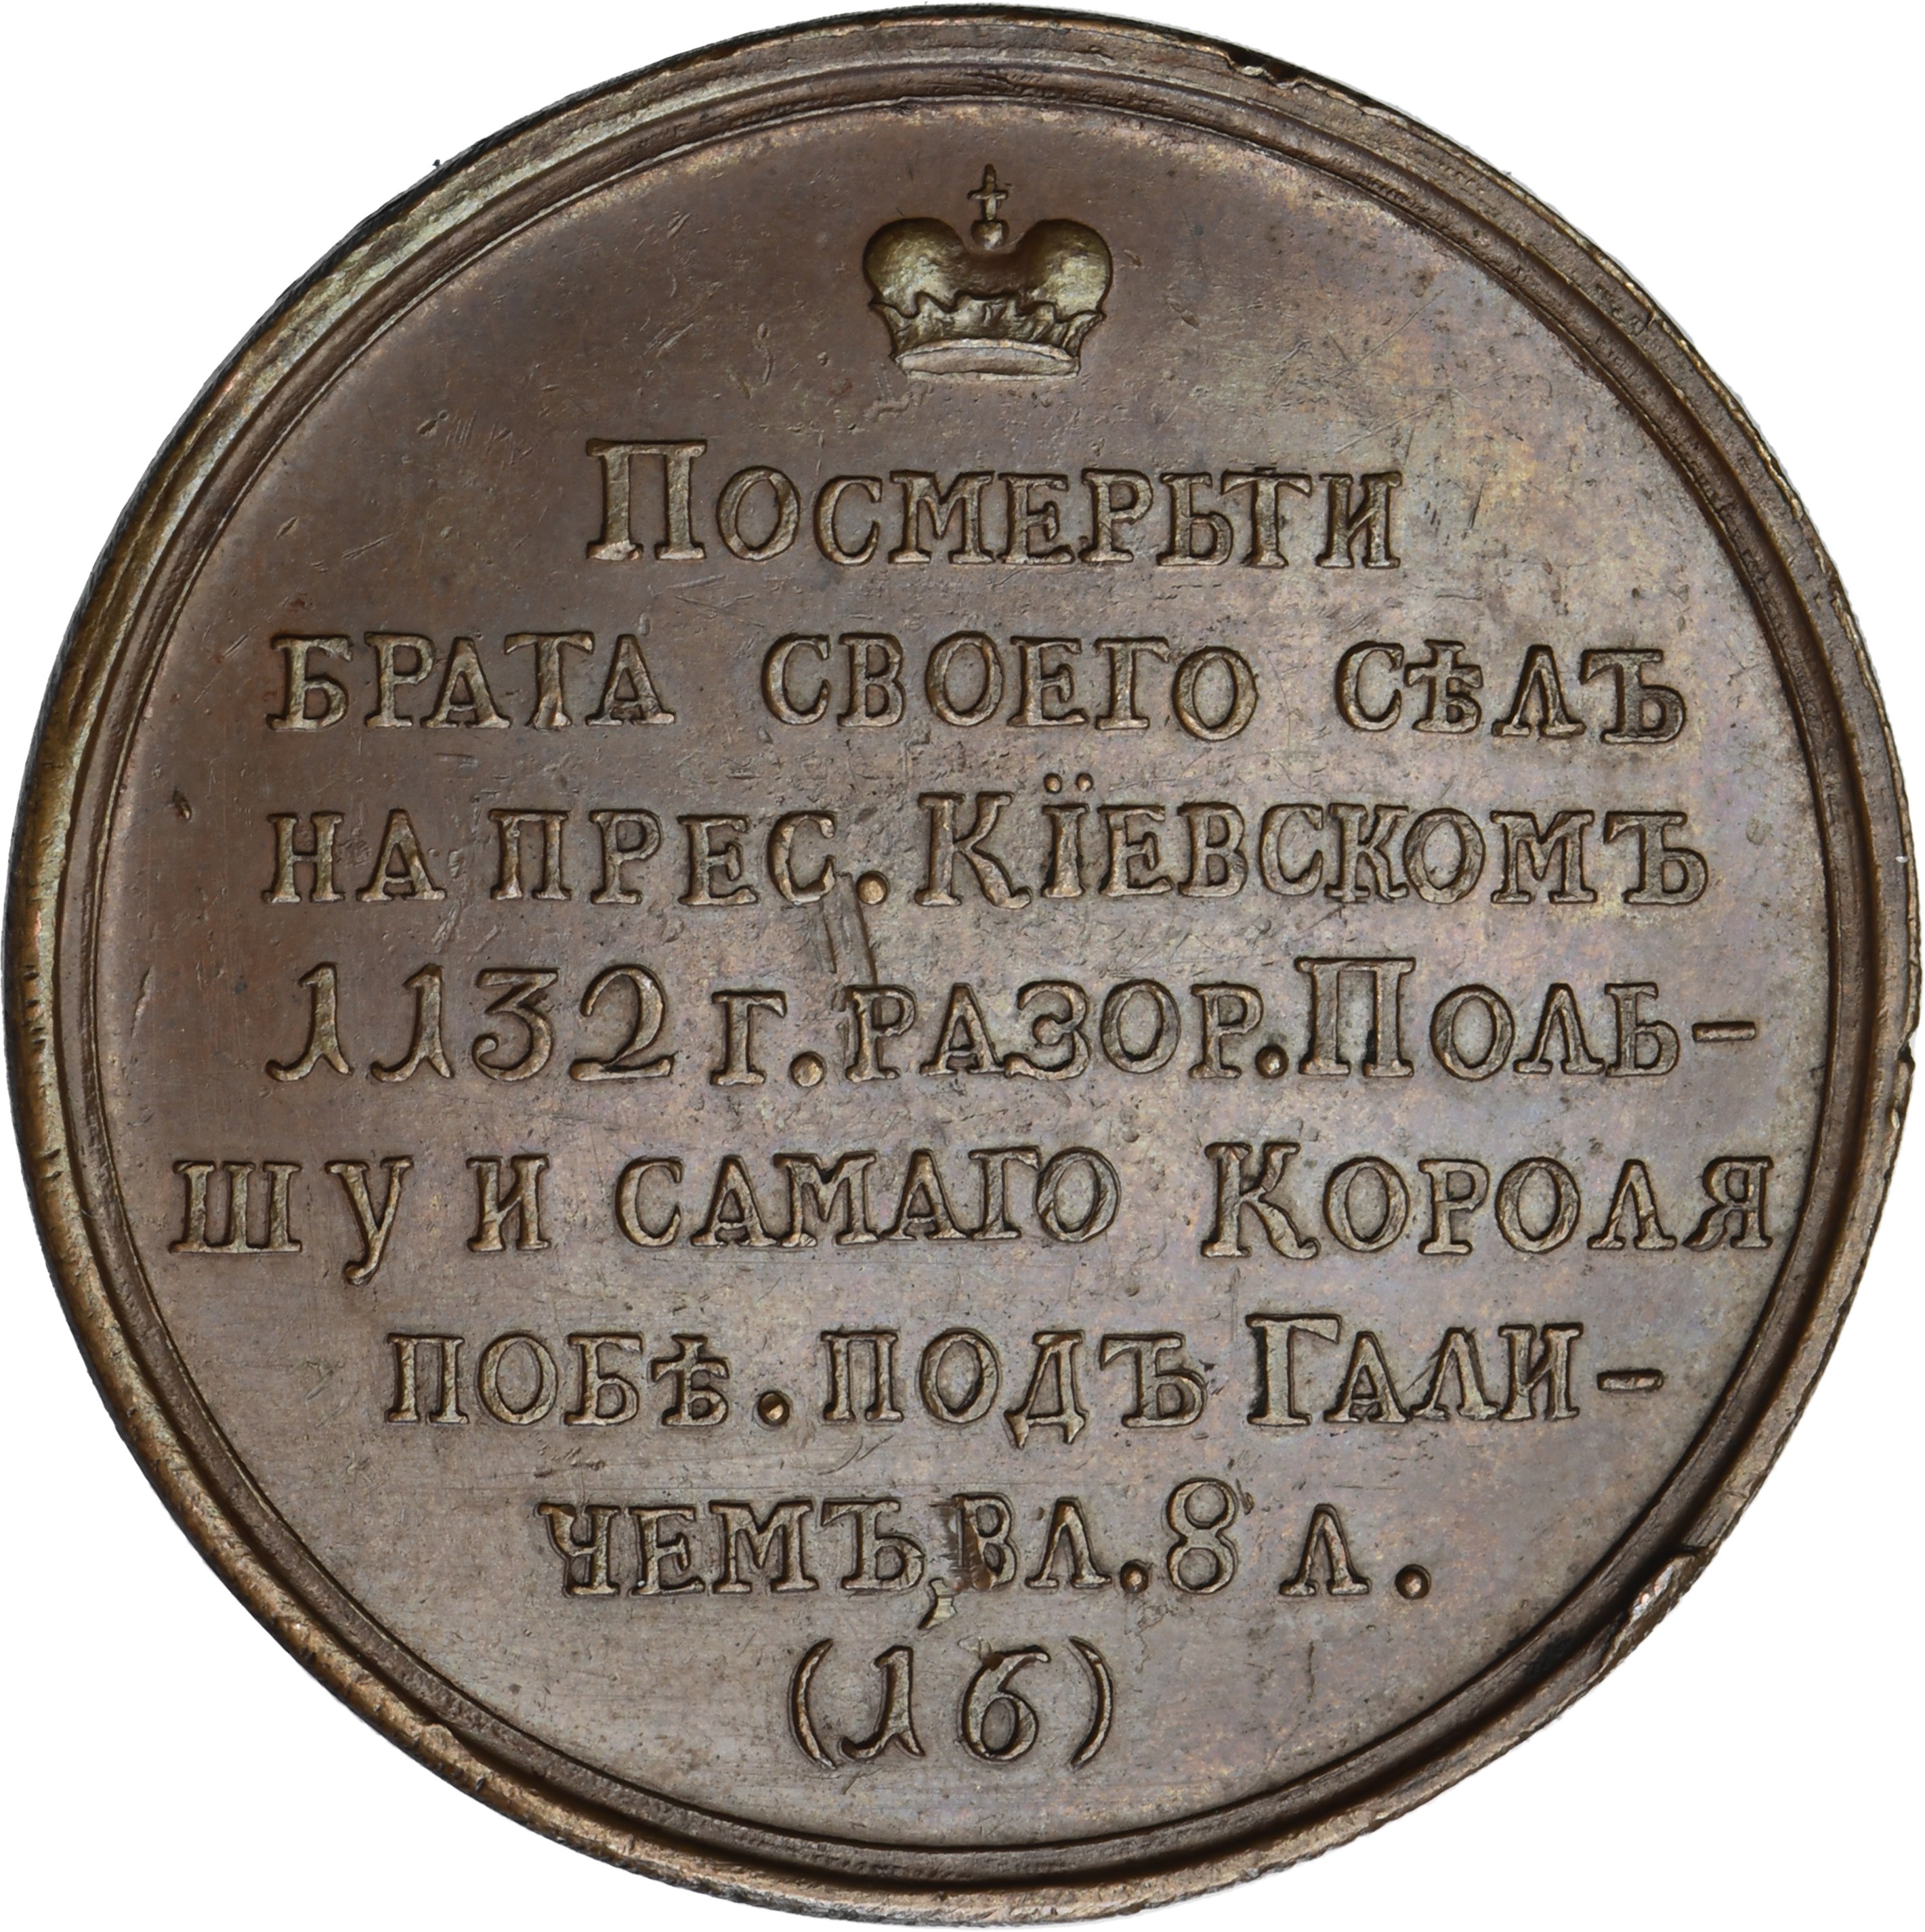 Посмерьти
брата своего сѣлъ
на прес. Кïевскомъ
1132 г. разор. Поль-
шу и самаго Короля
побѣ. подъ Гали-
чемъ, вл. 8 л.
(16)